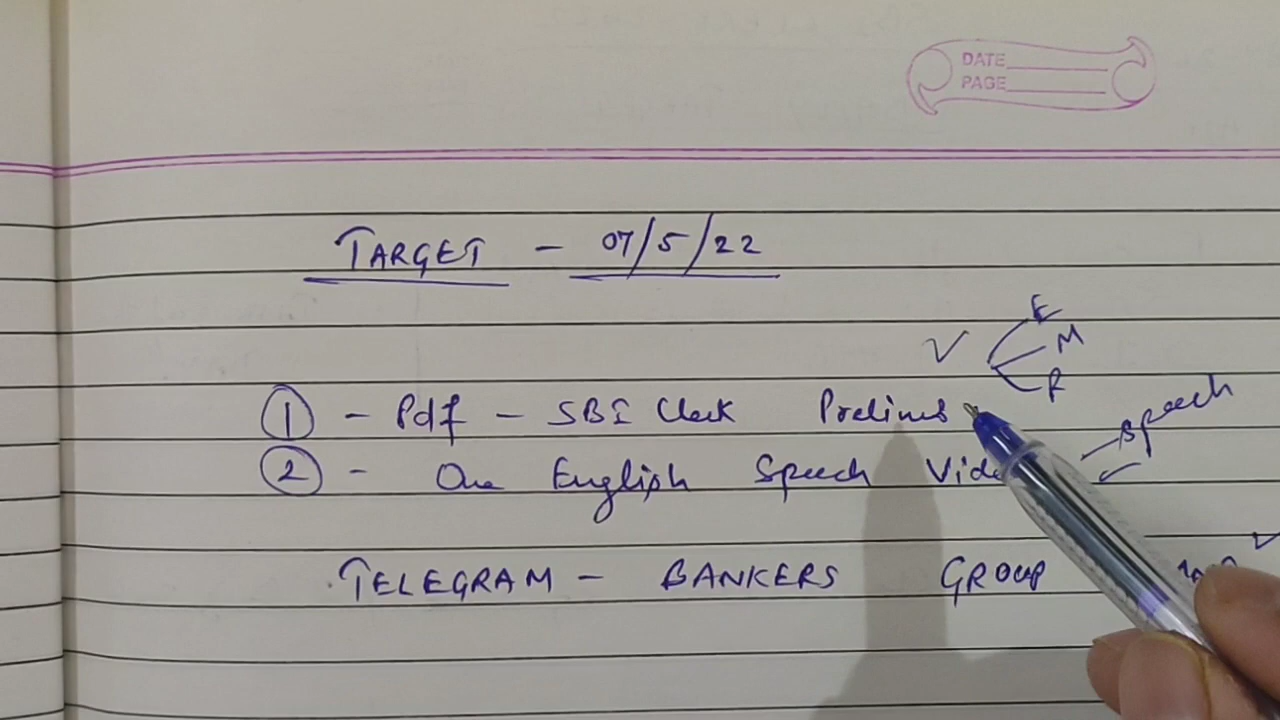 DATE
PAGE
TARGET - 07/5/22
✓ E
M
R
① - Pdf - SBI Clerk Prelims
② - One English Speech Vide
Speech
TELEGRAM - BANKERS GROUP